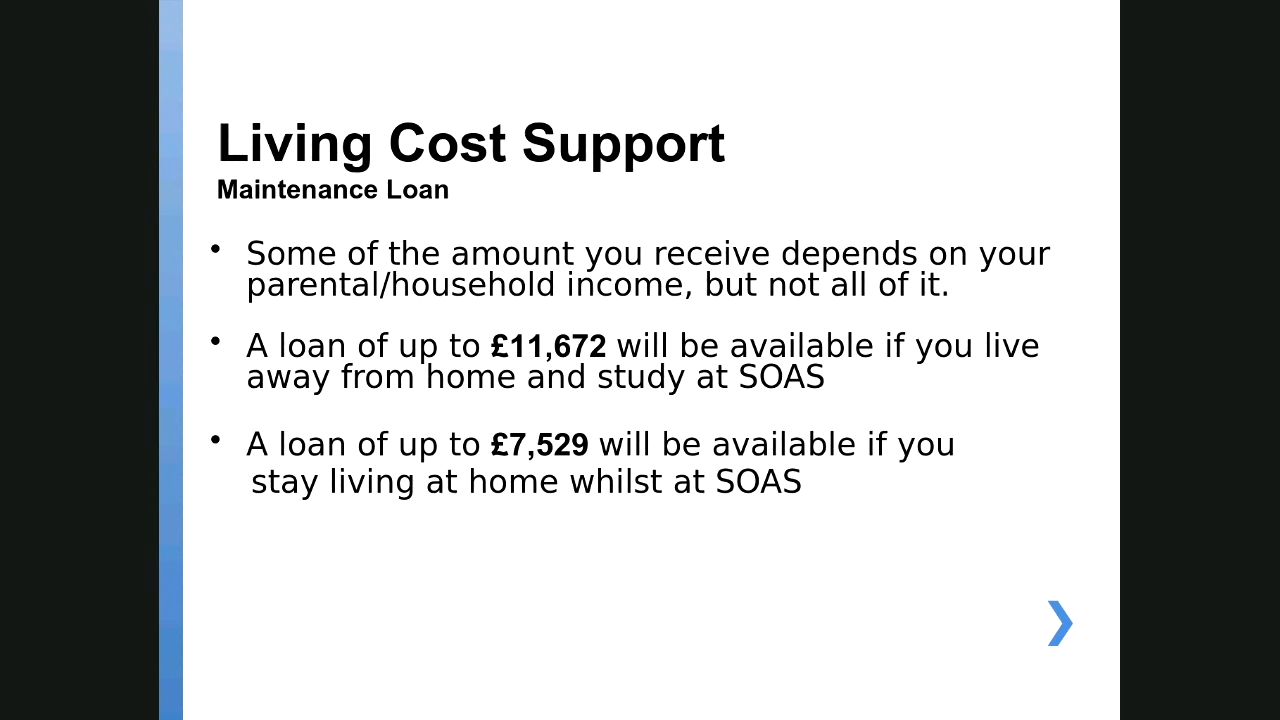 Living Cost Support
Maintenance Loan
• Some of the amount you receive depends on your
parental/household income, but not all of it.
• A loan of up to £11,672 will be available if you live
away from home and study at SOAS
• A loan of up to £7,529 will be available if you
stay living at home whilst at SOAS